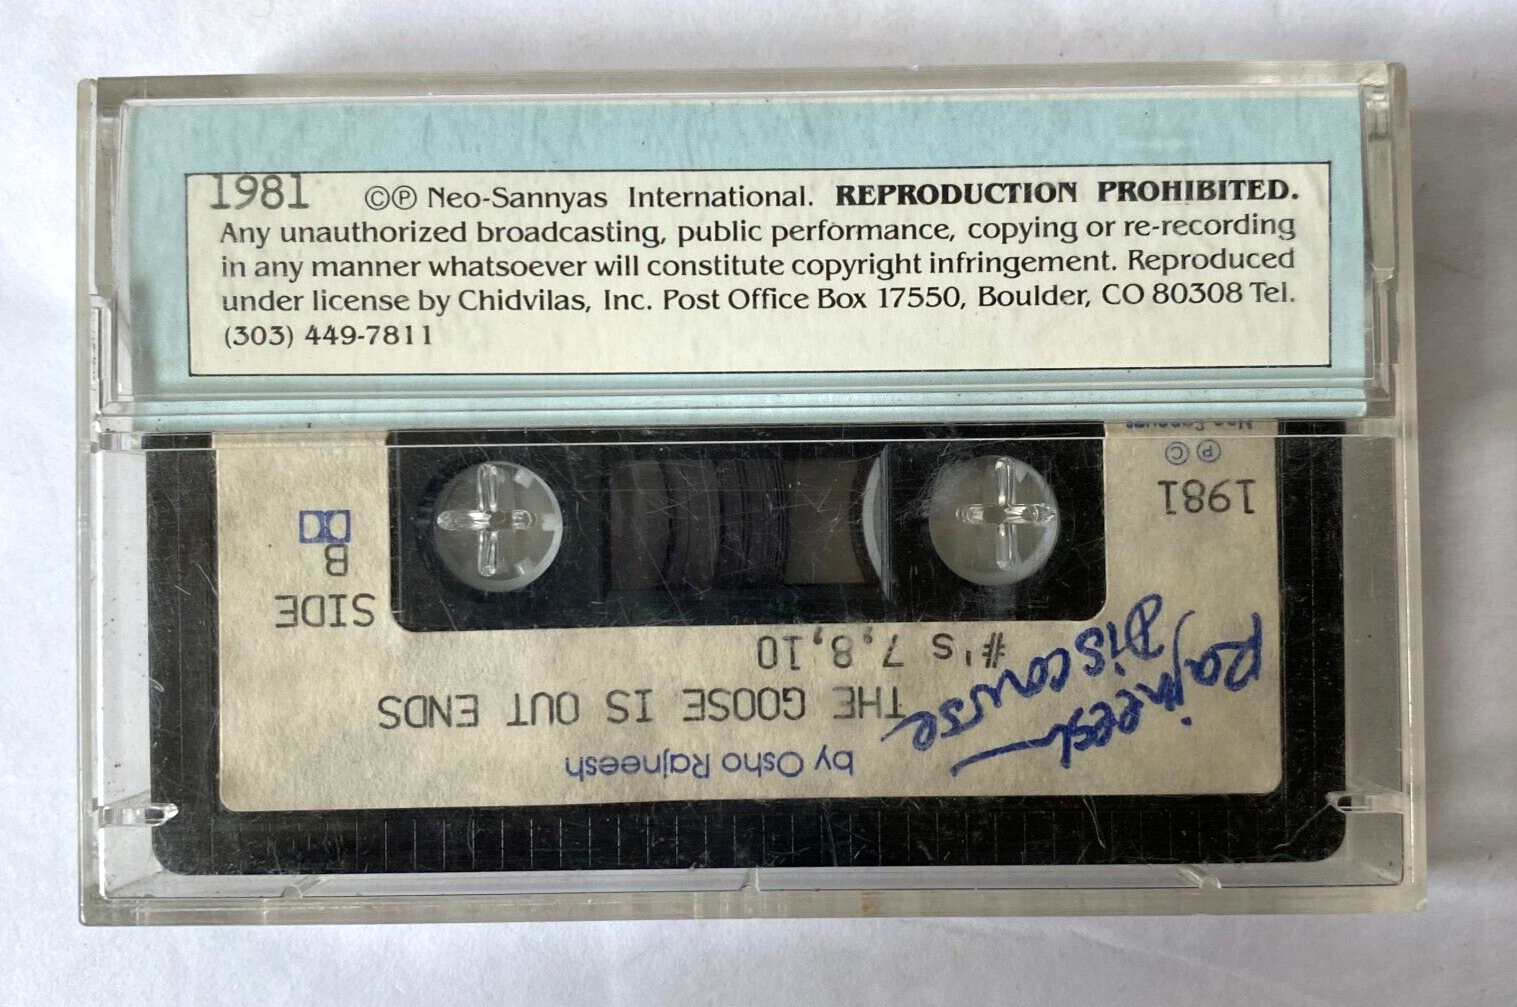 1981 ©℗ Neo-Sannyas International. REPRODUCTION PROHIBITED.
Any unauthorized broadcasting, public performance, copying or re-recording
in any manner whatsoever will constitute copyright infringement. Reproduced
under license by Chidvilas, Inc. Post Office Box 17550, Boulder, CO 80308 Tel.
(303) 449-7811
by Osho Rajneesh
THE GOOSE IS OUT ENDS
#'s 7,8,10
Rajneesh
Discourse
SIDE
B
1981
℗ ©